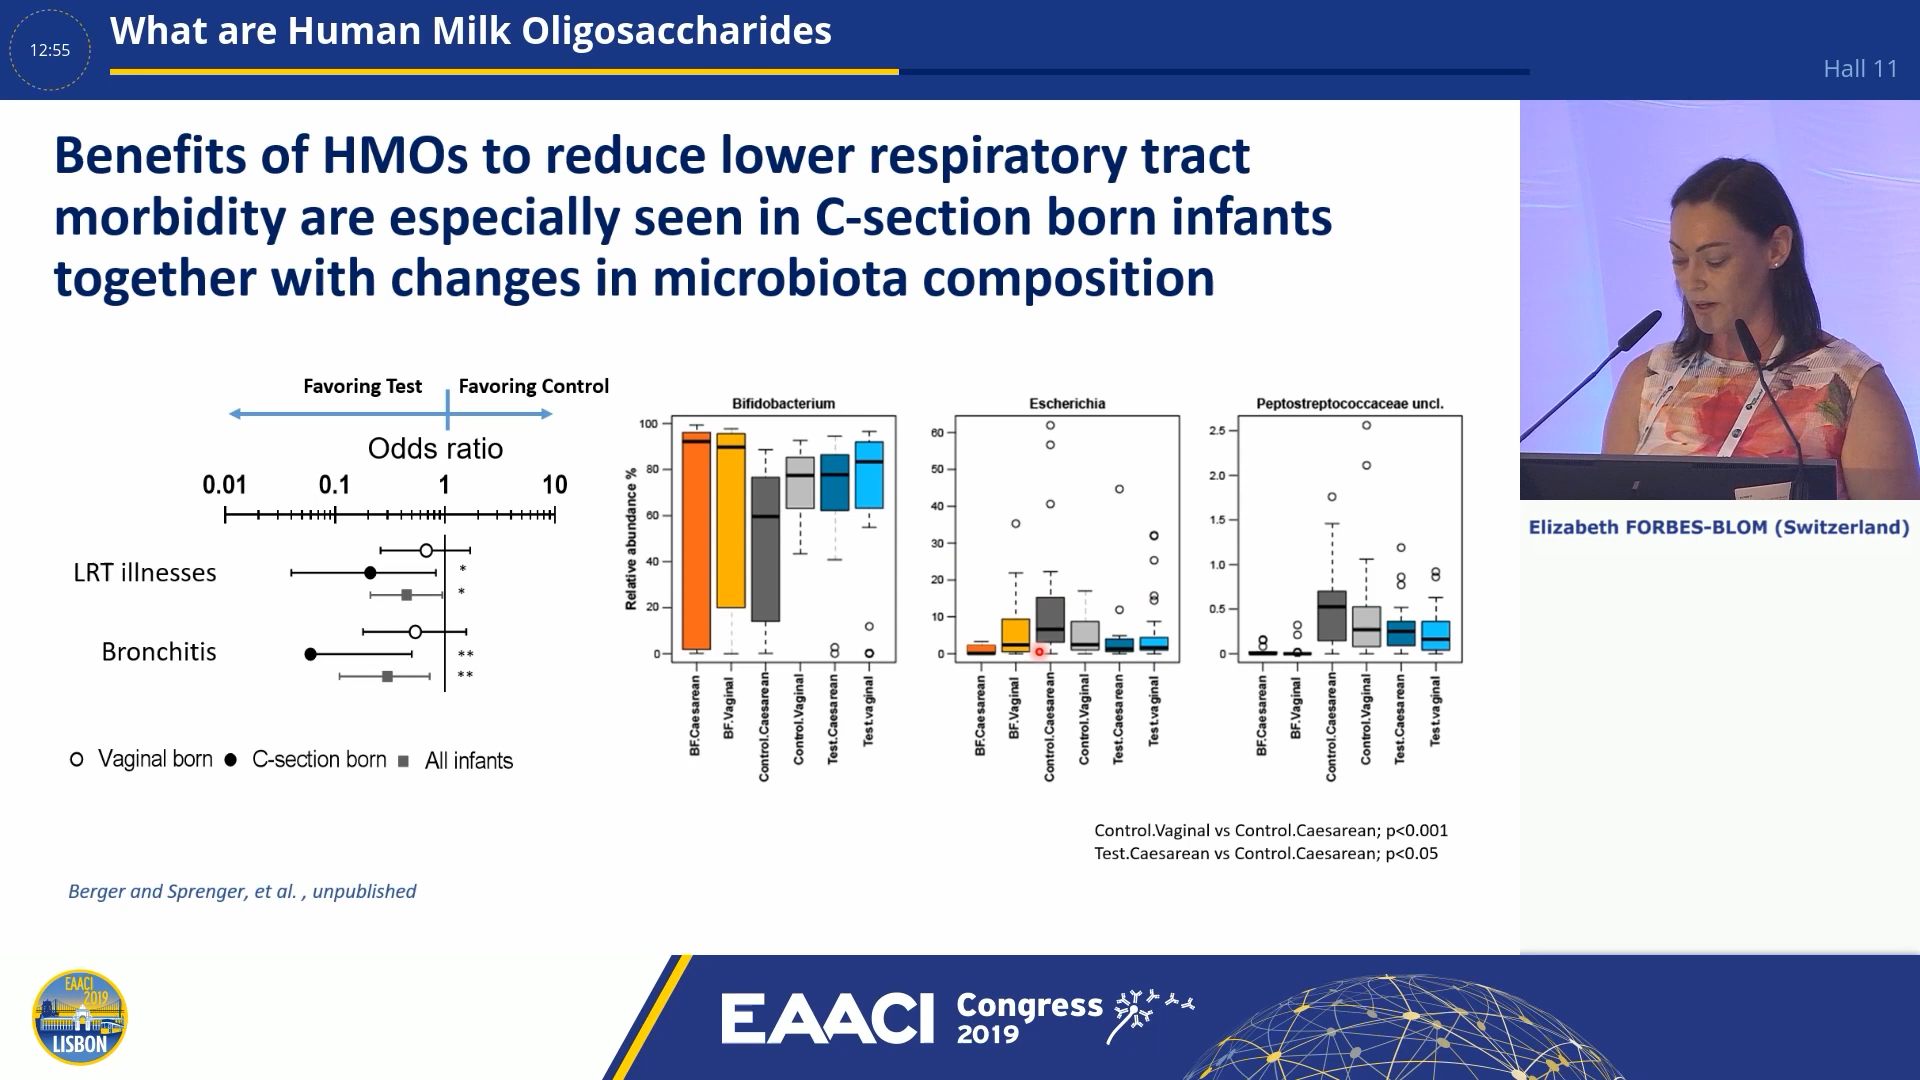 12:55
What are Human Milk Oligosaccharides
Hall 11
Benefits of HMOs to reduce lower respiratory tract
morbidity are especially seen in C-section born infants
together with changes in microbiota composition
Favoring Test
Favoring Control
Odds ratio
0.01 0.1 1 10
LRT illnesses
*
*
Bronchitis
**
**
Vaginal born
C-section born
All infants
Bifidobacterium
Relative abundance %
100
80
60
40
20
0
BF.Caesarean
BF.Vaginal
Control.Caesarean
Control.Vaginal
Test.Caesarean
Test.vaginal
Escherichia
60
50
40
30
20
10
0
BF.Caesarean
BF.Vaginal
Control.Caesarean
Control.Vaginal
Test.Caesarean
Test.vaginal
Peptostreptococcaceae uncl.
2.5
2.0
1.5
1.0
0.5
0
BF.Caesarean
BF.Vaginal
Control.Caesarean
Control.Vaginal
Test.Caesarean
Test.vaginal
Control.Vaginal vs Control.Caesarean; p<0.001
Test.Caesarean vs Control.Caesarean; p<0.05
Berger and Sprenger, et al. , unpublished
Elizabeth FORBES-BLOM (Switzerland)
EAACI
2019
LISBON
EAACI
Congress
2019